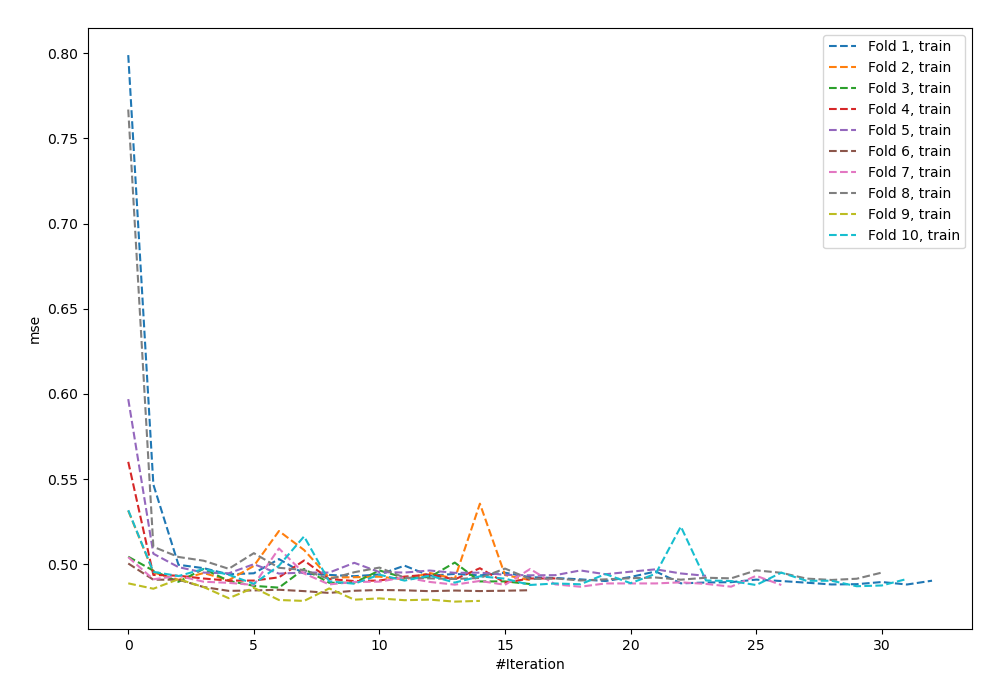 0.80
0.75
0.70
0.65
0.60
0.55
0.50
mse
0
5
10
15
20
25
30
#Iteration
Fold 1, train
Fold 2, train
Fold 3, train
Fold 4, train
Fold 5, train
Fold 6, train
Fold 7, train
Fold 8, train
Fold 9, train
Fold 10, train